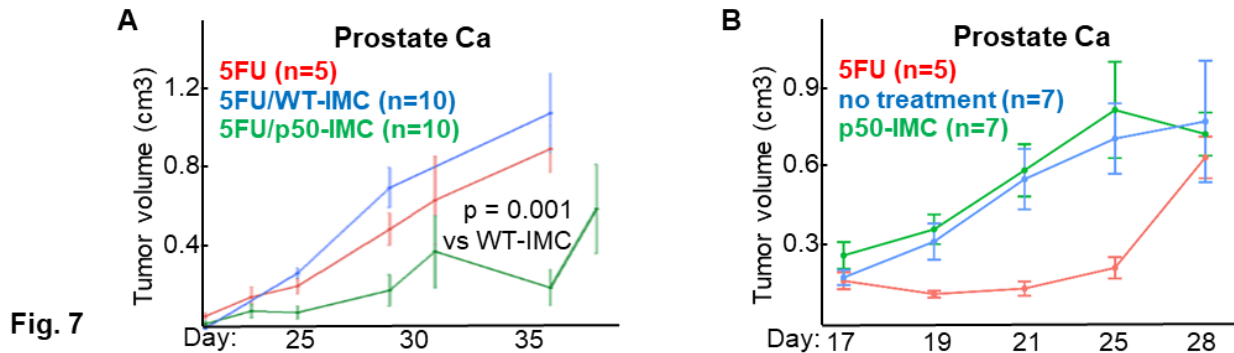 A
Prostate Ca
5FU (n=5)
5FU/WT-IMC (n=10)
5FU/p50-IMC (n=10)
Tumor volume (cm3)
1.2
0.8
0.4
p = 0.001
vs WT-IMC
Day: 25 30 35
B
Prostate Ca
5FU (n=5)
no treatment (n=7)
p50-IMC (n=7)
Tumor volume (cm3)
0.9
0.6
0.3
Day: 17 19 21 25 28
Fig. 7